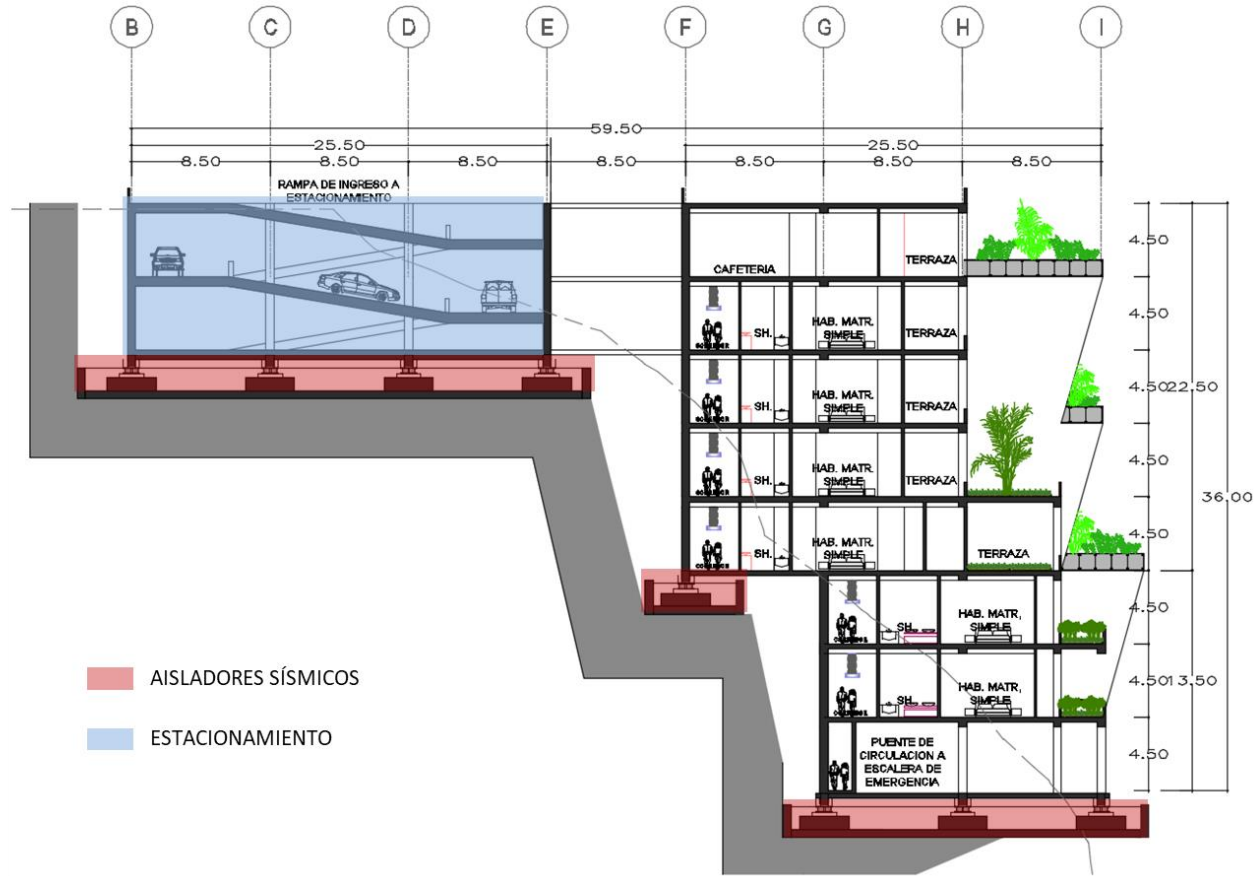 B C D E F G H I
59.50
25.50 25.50
8.50 8.50 8.50 8.50 8.50 8.50 8.50
RAMPA DE INGRESO A
ESTACIONAMIENTO
CAFETERIA
TERRAZA
4.50
SH.
HAB. MATR.
SIMPLE
TERRAZA
4.50
SH.
HAB. MATR.
SIMPLE
TERRAZA
4.50
22.50
SH.
HAB. MATR.
SIMPLE
TERRAZA
4.50
36.00
SH.
HAB. MATR.
SIMPLE
TERRAZA
4.50
HAB. MATR,
SIMPLE
SH.
4.50
HAB. MATR,
SIMPLE
SH.
4.50
13.50
PUENTE DE
CIRCULACION A
ESCALERA DE
EMERGENCIA
4.50
AISLADORES SÍSMICOS
ESTACIONAMIENTO